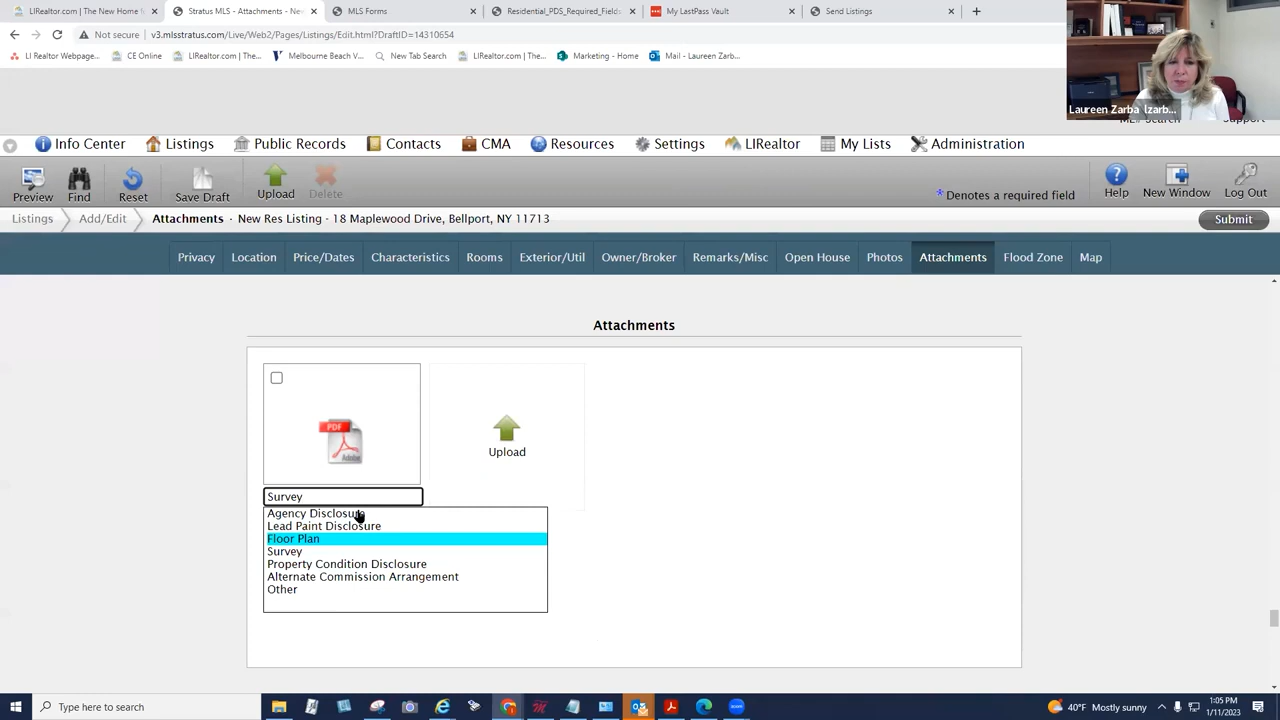 LIRealtor.com | The New Home f
Stratus MLS - Attachments - Nev
MLS Forms
Residential_PDS_Required_Fields
My LastPass Vault
Send Listings
Not secure | v3.mlsstratus.com/Live/Web2/Pages/Listings/Edit.html?DraftID=
LI Realtor Webpage...
CE Online
LIRealtor.com | The...
Melbourne Beach V...
New Tab Search
LIRealtor.com | The...
Marketing - Home
Mail - Laureen Zarb...
Laureen Zarba (zarb...
Info Center
Listings
Public Records
Contacts
CMA
Resources
Settings
LIRealtor
My Lists
Administration
Preview
Find
Reset
Save Draft
Upload
Delete
*Denotes a required field
Help
New Window
Log Out
Listings
Add/Edit
Attachments · New Res Listing - 18 Maplewood Drive, Bellport, NY 11713
Submit
Privacy
Location
Price/Dates
Characteristics
Rooms
Exterior/Util
Owner/Broker
Remarks/Misc
Open House
Photos
Attachments
Flood Zone
Map
Attachments
PDF
Adobe
Upload
Survey
Agency Disclosure
Lead Paint Disclosure
Floor Plan
Survey
Property Condition Disclosure
Alternate Commission Arrangement
Other
Type here to search
40°F Mostly sunny
1:05 PM
1/11/2023